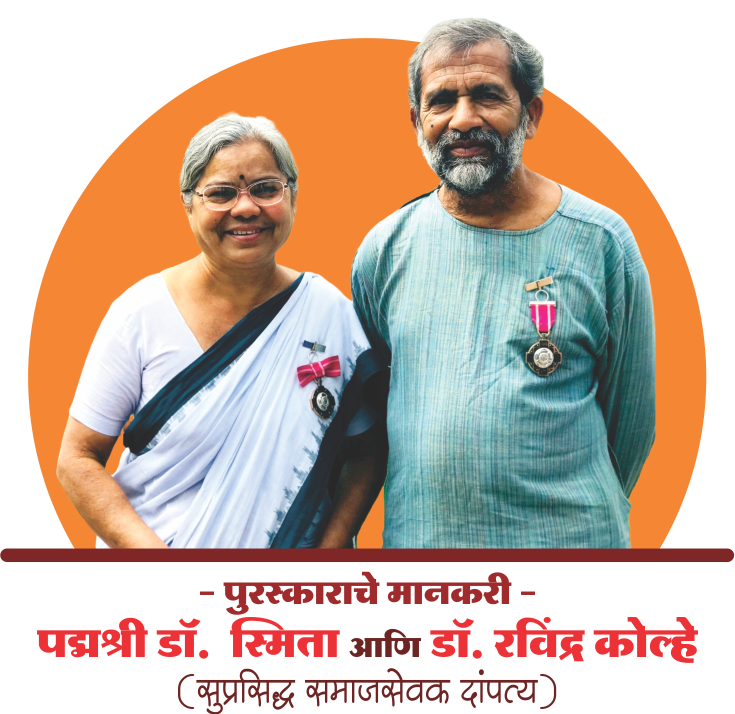 - पुरस्काराचे मानकरी -
पद्मश्री डॉ. स्मिता आणि डॉ. रविंद्र कोल्हे
(सुप्रसिद्ध समाजसेवक दांपत्य)